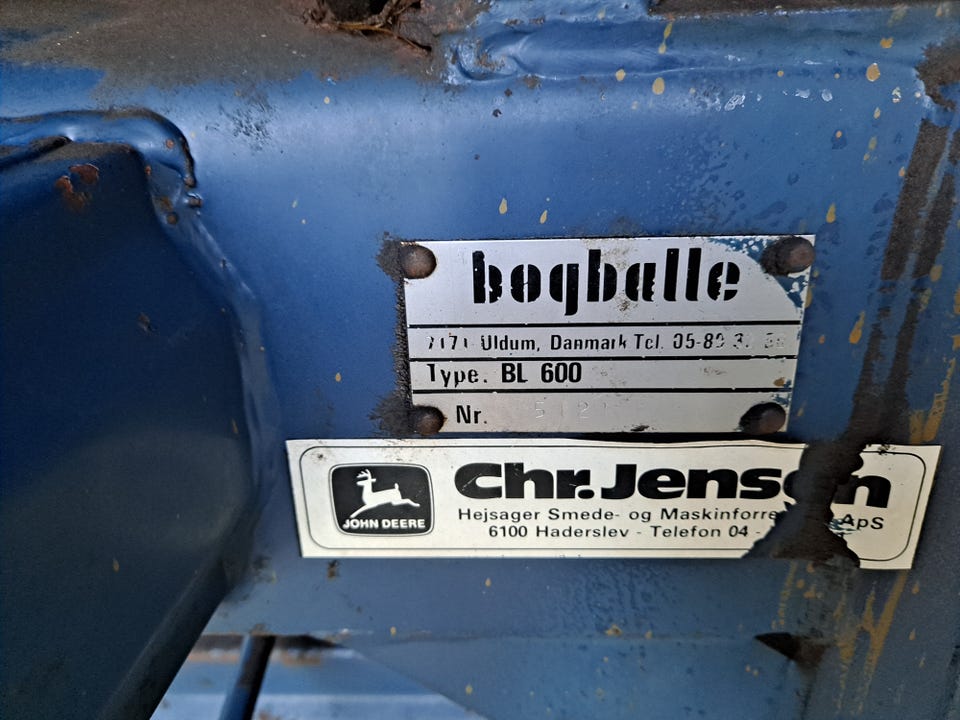 bogballe
7171 Uldum, Danmark Tel. 05-89
Type. BL 600
Nr.
JOHN DEERE
Chr. Jensen
Hejsager Smede- og ApS
6100 Haderslev - Telefon 04 -